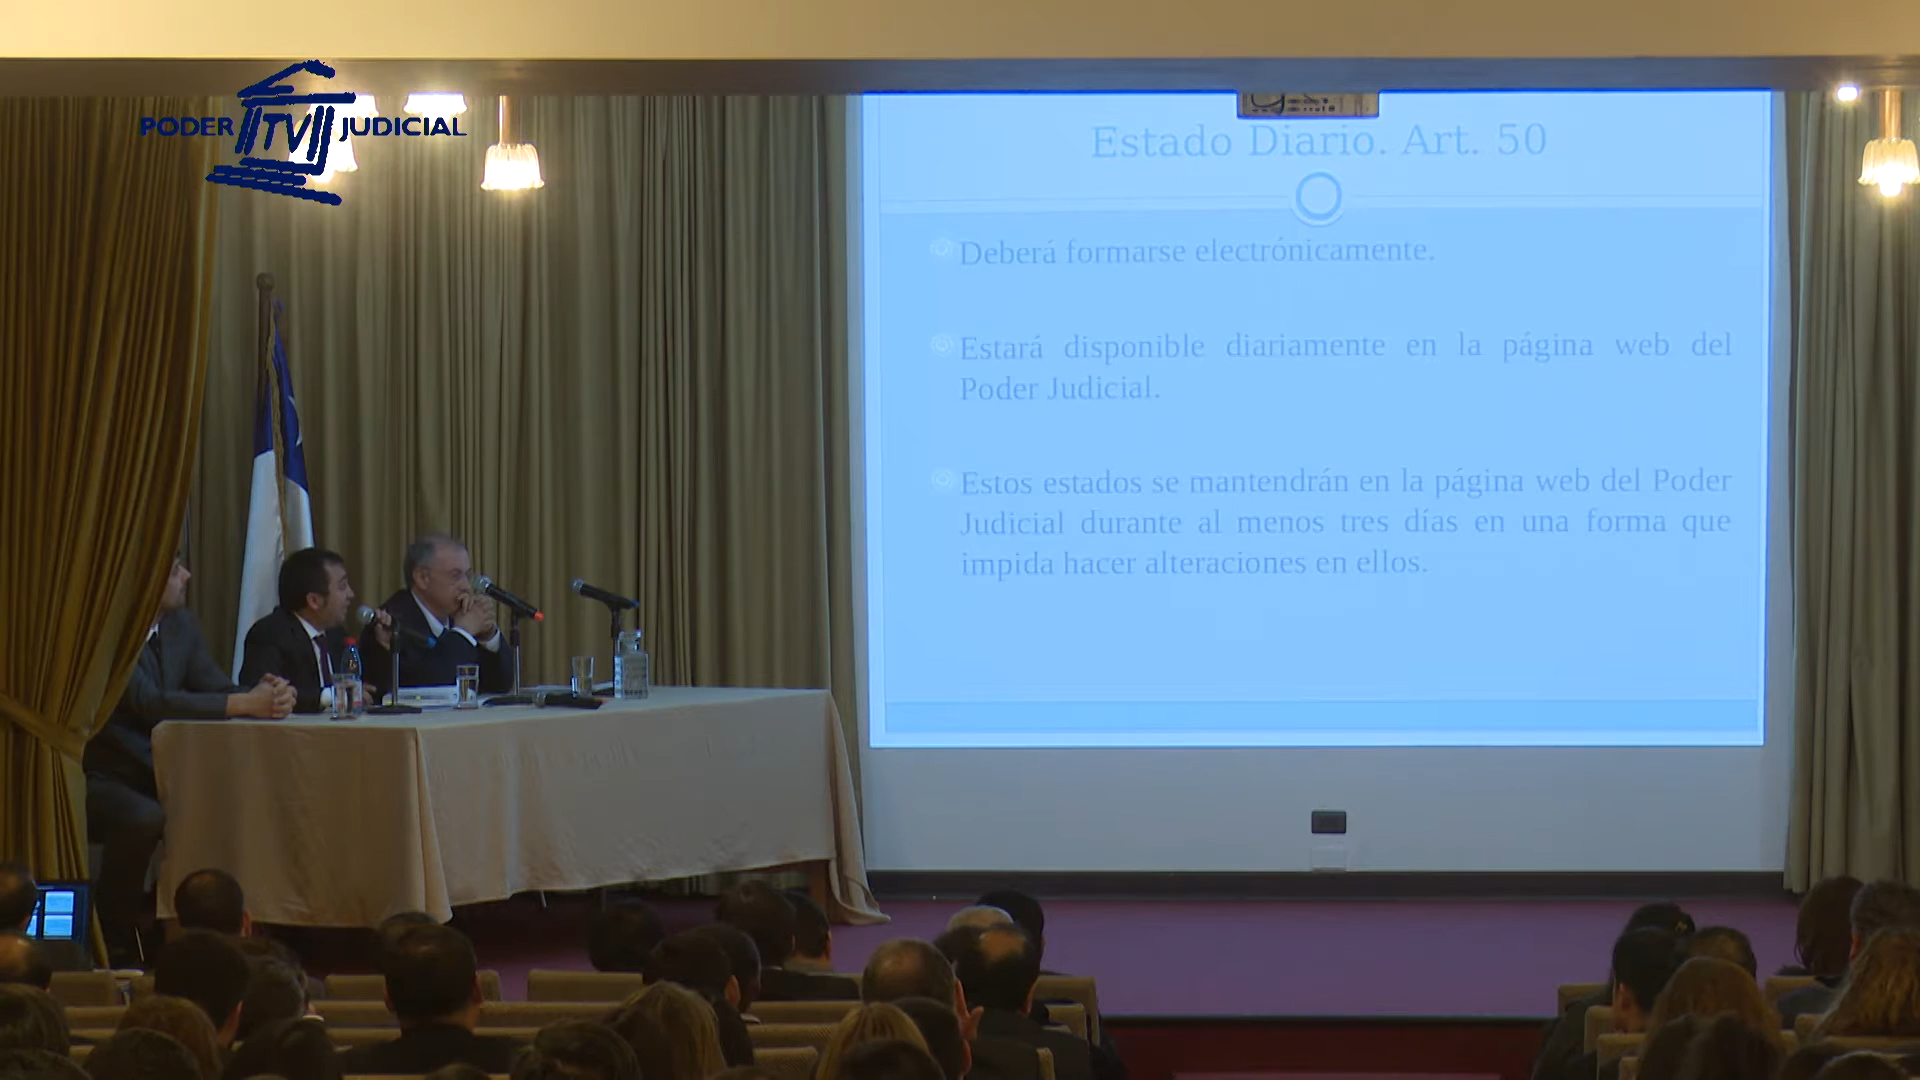 PODER TV JUDICIAL
Estado Diario. Art. 50
Deberá formarse electrónicamente.
Estará disponible diariamente en la página web del
Poder Judicial.
Estos estados se mantendrán en la página web del Poder
Judicial durante al menos tres días en una forma que
impida hacer alteraciones en ellos.